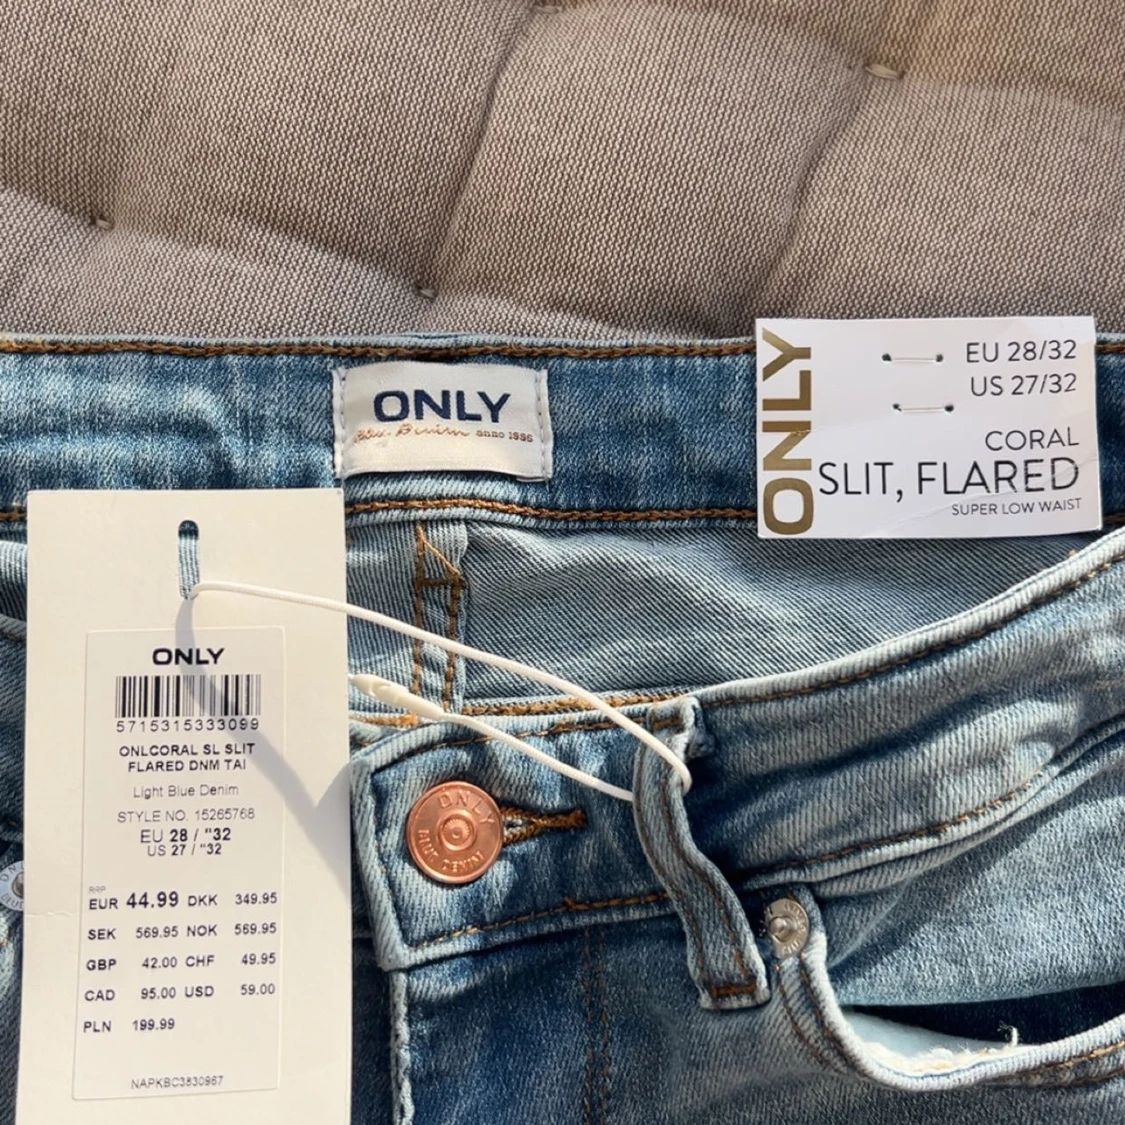 ONLY
Blue Denim anno 1996
ONLY
EU 28/32
US 27/32
CORAL
SLIT, FLARED
SUPER LOW WAIST
ONLY
5715315333099
ONLCORAL SL SLIT
FLARED DNM TAI
Light Blue Denim
STYLE NO. 15265768
EU 28 / "32
US 27 / "32
RRP
EUR 44.99 DKK 349.95
SEK 569.95 NOK 569.95
GBP 42.00 CHF 49.95
CAD 95.00 USD 59.00
PLN 199.99
NAPKBC3830967
ONLY
BLUE DENIM